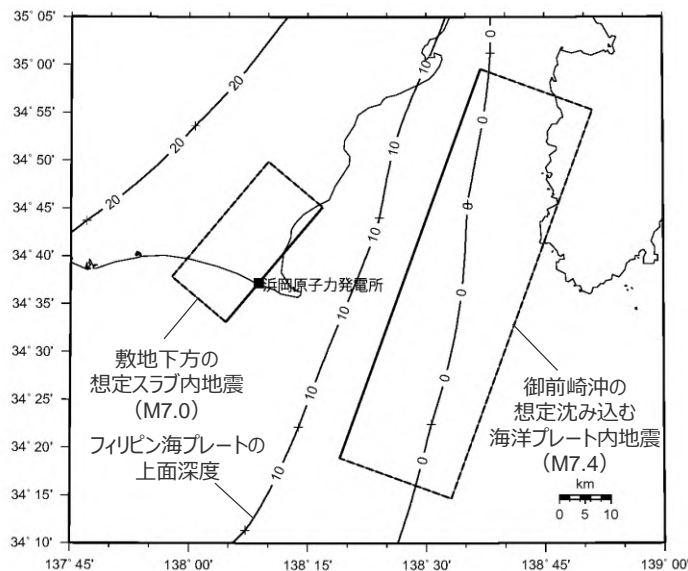 35° 05'
35° 00'
34° 55'
34° 50'
34° 45'
34° 40'
34° 35'
34° 30'
34° 25'
34° 20'
34° 15'
34° 10'
20
20
20
10
10
10
10
10
0
0
0
0
0
0
浜岡原子力発電所
敷地下方の
想定スラブ内地震
（M7.0）
フィリピン海プレートの
上面深度
御前崎沖の
想定沈み込む
海洋プレート内地震
（M7.4）
km
0 5 10
137° 45'
138° 00'
138° 15'
138° 30'
138° 45'
139° 00'